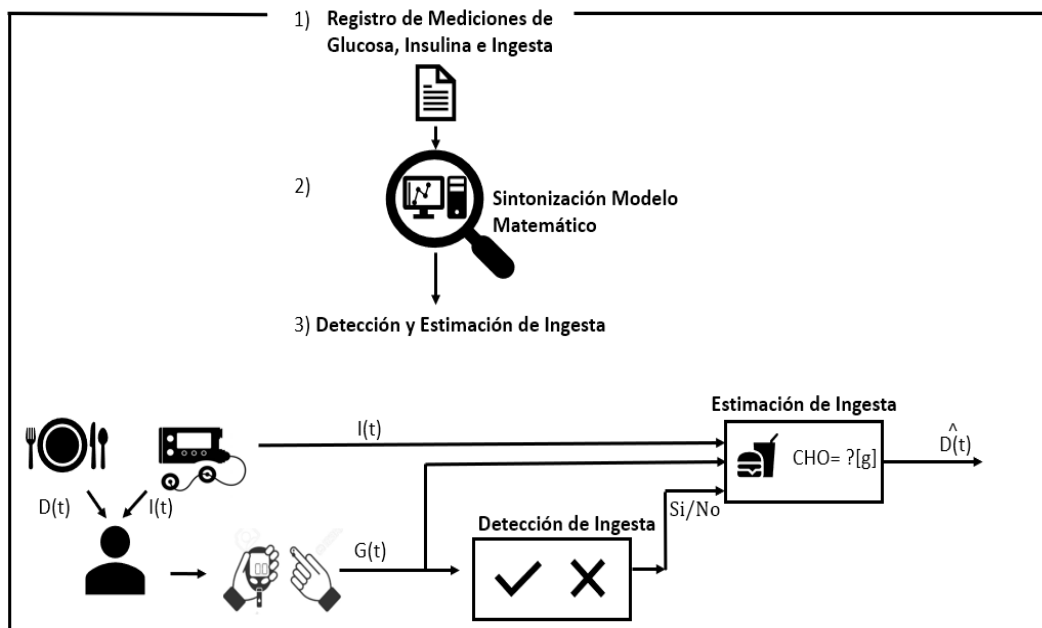 1) Registro de Mediciones de
Glucosa, Insulina e Ingesta
2)
Sintonización Modelo
Matemático
3) Detección y Estimación de Ingesta
Estimación de Ingesta
I(t)
CHO= ?[g]
^
D(t)
D(t)
I(t)
Si/No
Detección de Ingesta
G(t)